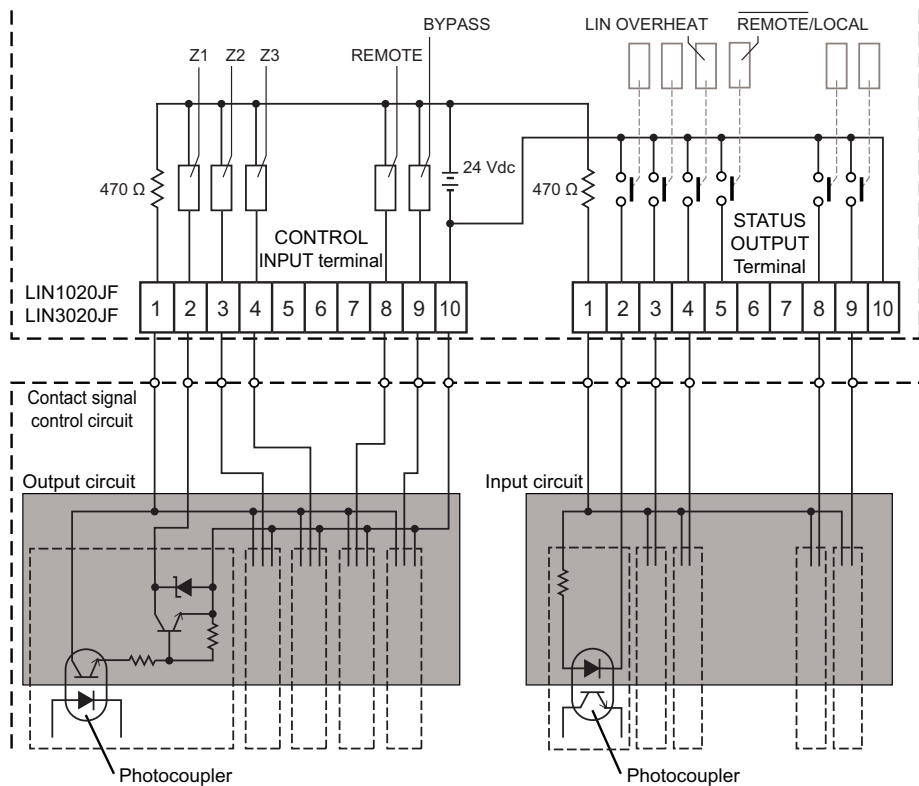 BYPASS
LIN OVERHEAT
REMOTE/LOCAL
Z1
Z2
Z3
REMOTE
24 Vdc
470 Ω
470 Ω
CONTROL
INPUT terminal
STATUS
OUTPUT
Terminal
LIN1020JF
LIN3020JF
1 2 3 4 5 6 7 8 9 10
1 2 3 4 5 6 7 8 9 10
Contact signal
control circuit
Output circuit
Input circuit
Photocoupler
Photocoupler